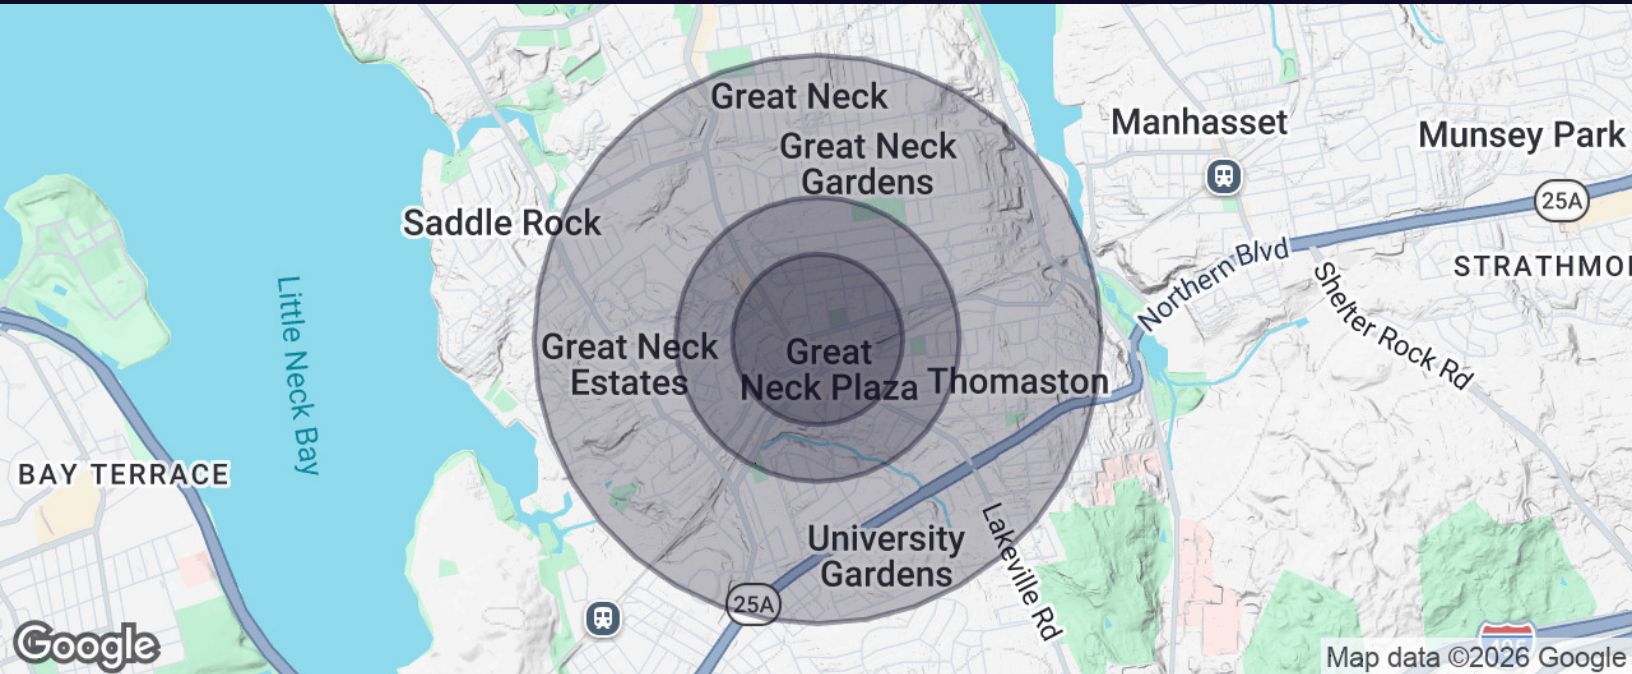 Great Neck
Great Neck
Gardens
Manhasset
Munsey Park
25A
Saddle Rock
Northern Blvd
STRATHMO
Shelter Rock Rd
Little Neck Bay
Great Neck
Estates
Great
Neck Plaza
Thomaston
BAY TERRACE
University
Gardens
Lakeville Rd
25A
Google
Map data ©2026 Google